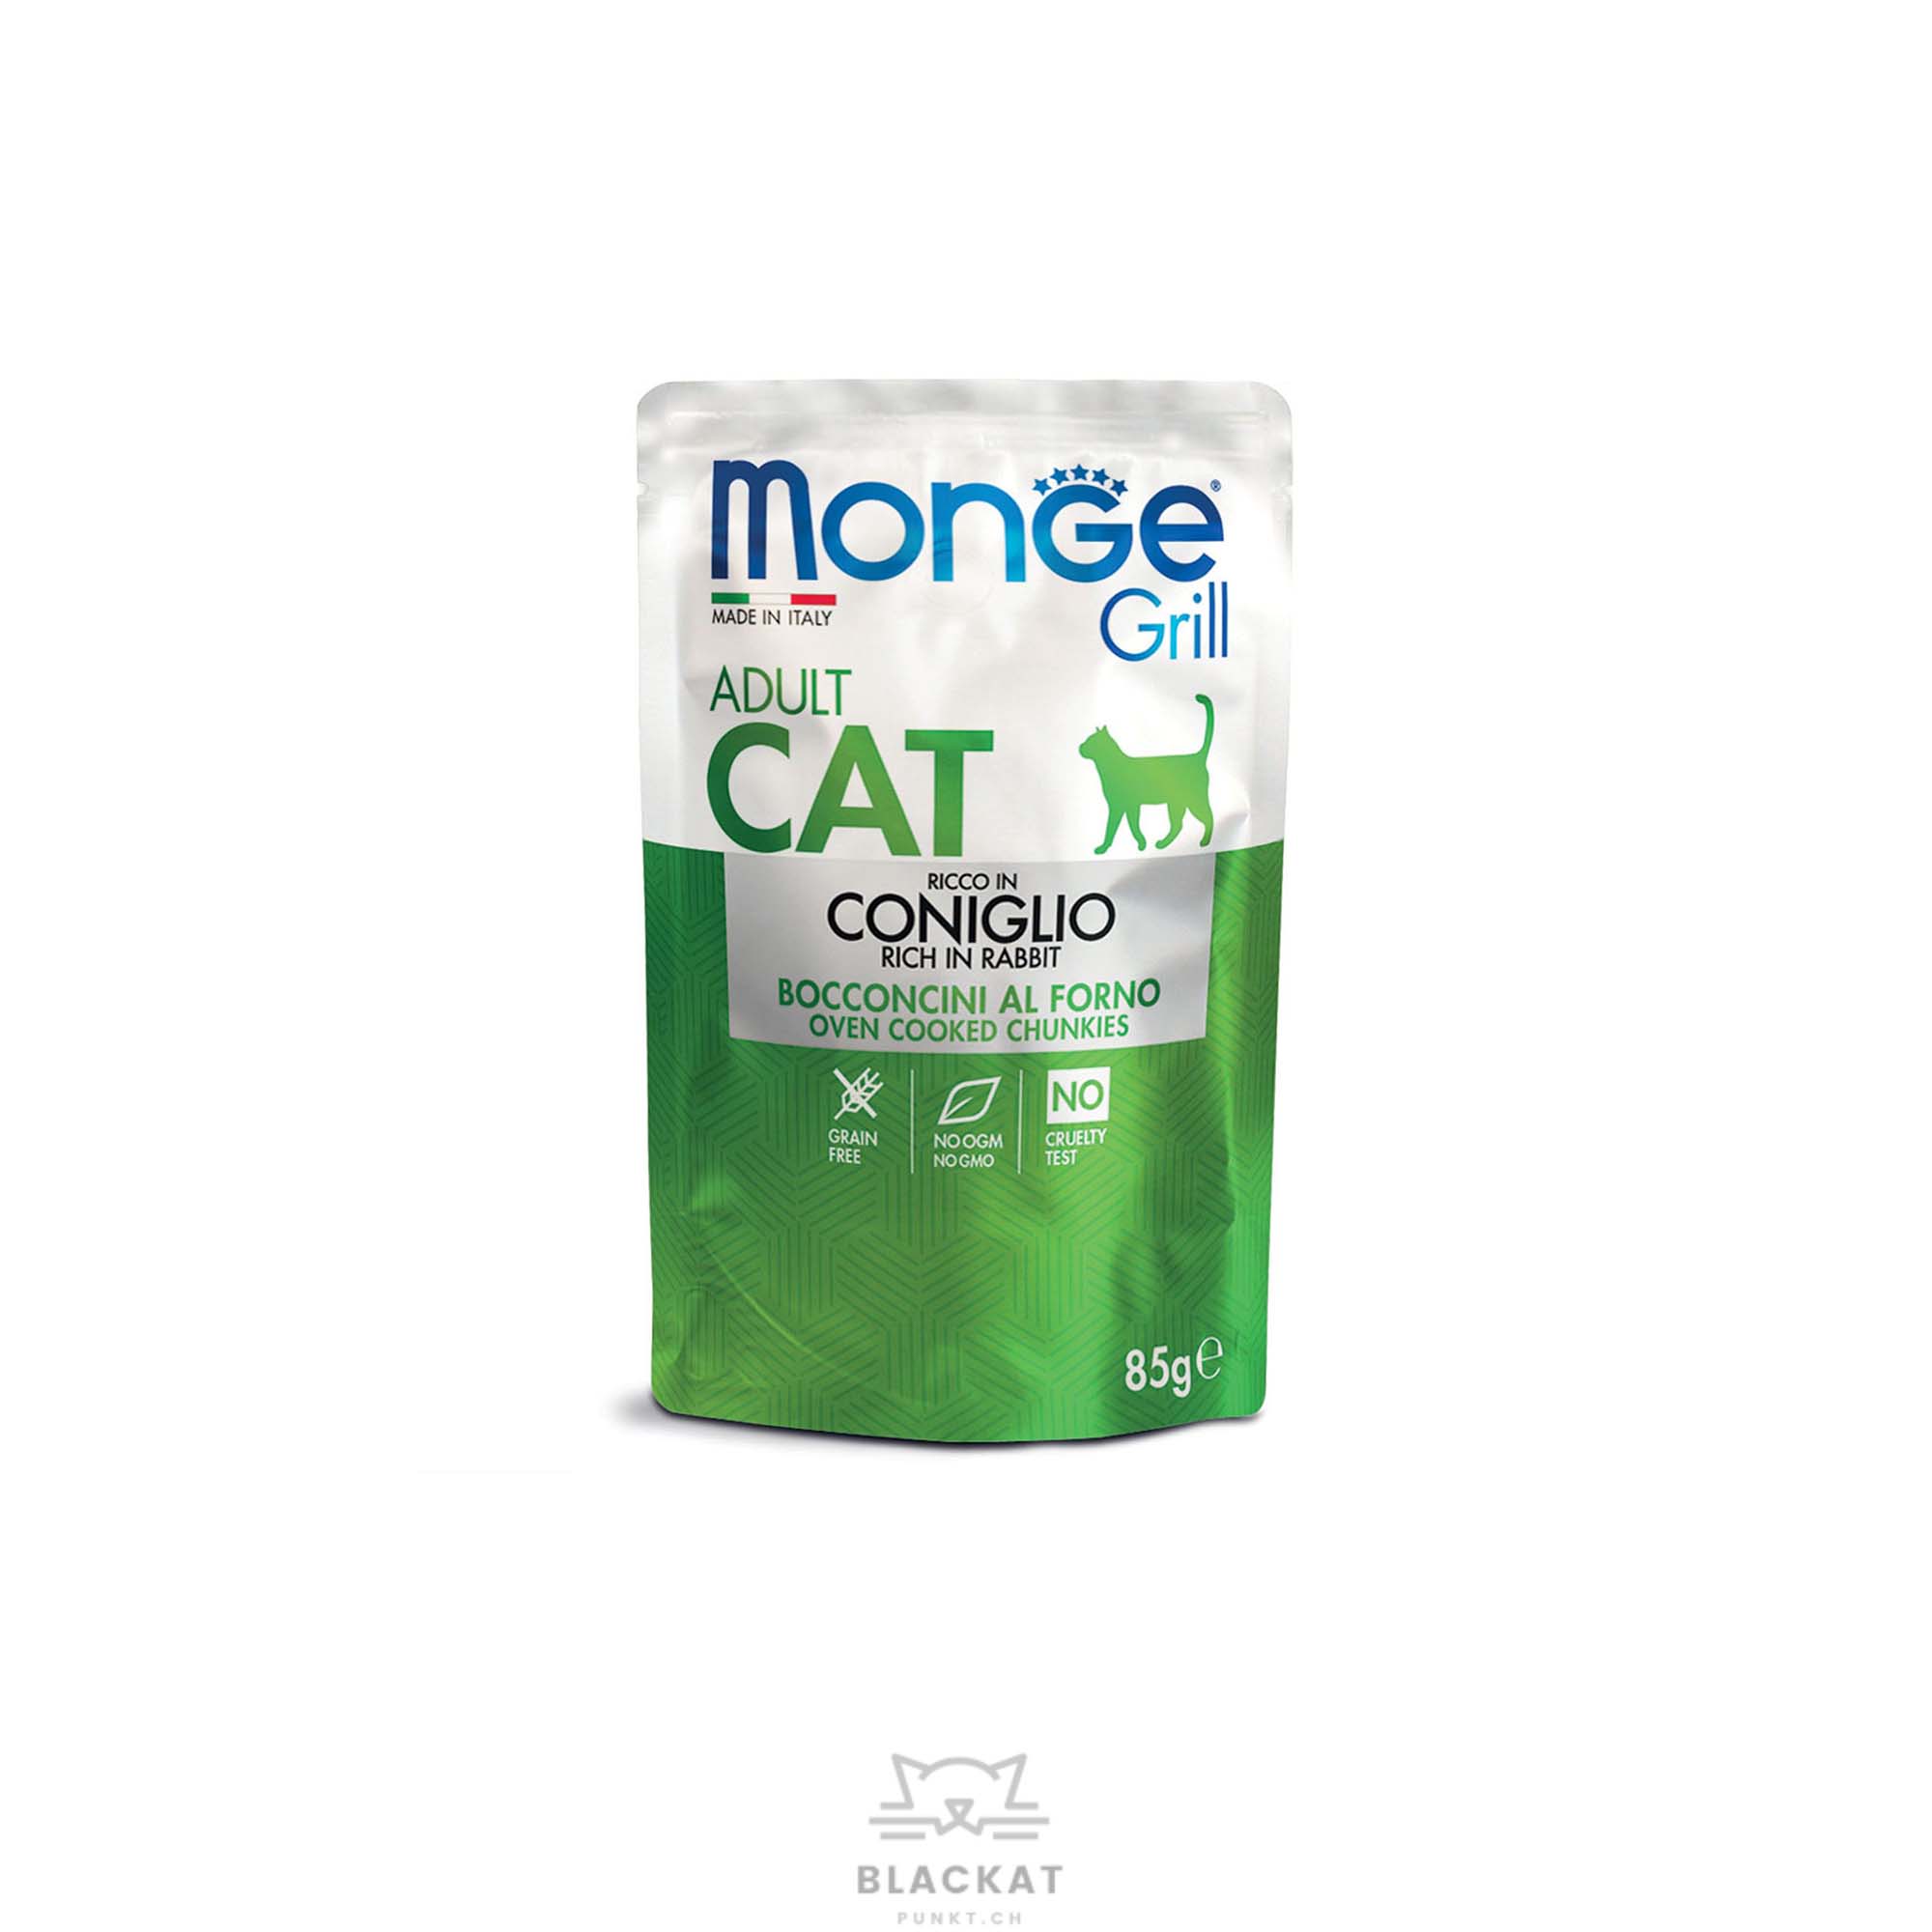 monGe®
Grill
MADE IN ITALY
ADULT
CAT
RICCO IN
CONIGLIO
RICH IN RABBIT
BOCCONCINI AL FORNO
OVEN COOKED CHUNKIES
GRAIN
FREE
NO OGM
NO GMO
NO
CRUELTY
TEST
85g℮
BLACKAT
PUNKT.CH